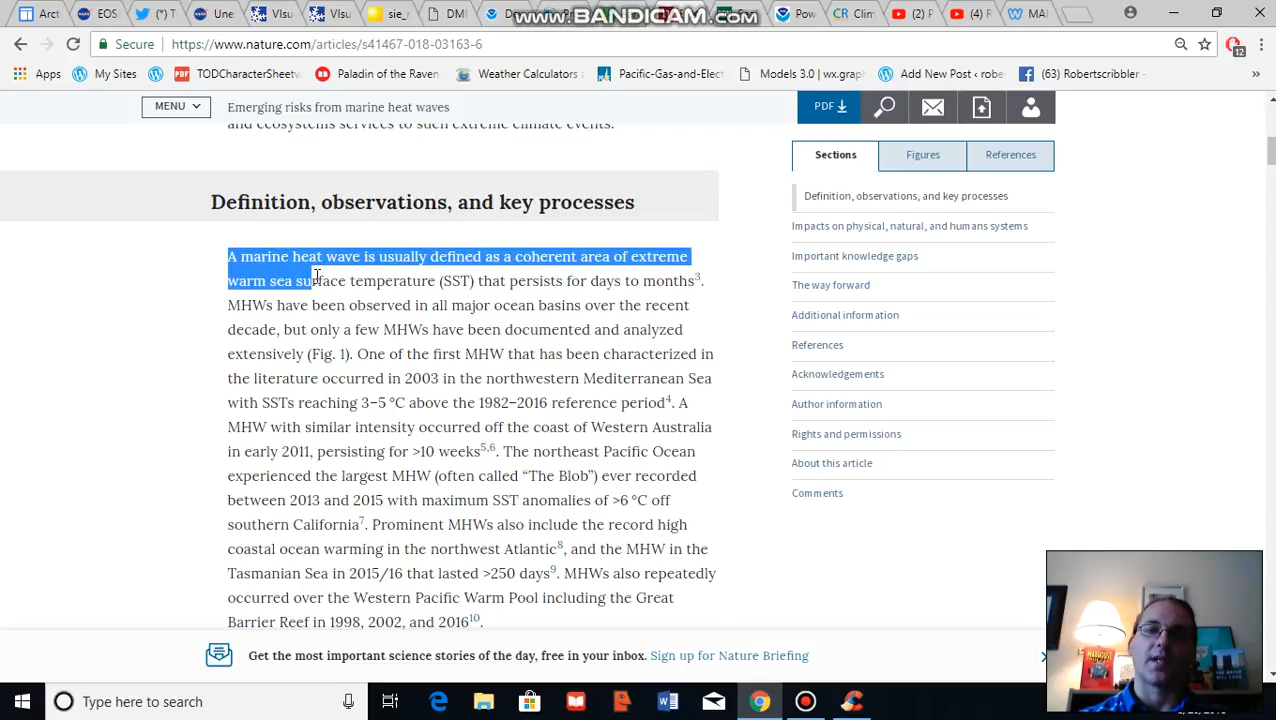 Arct
(*) T
Une
VIsu
VIsu
sie_r
DMI
www.BANDICAM.com
Pow
CR Clim
(2) F
(4) R
MAI
Secure https://www.nature.com/articles/s41467-018-03163-6
12
Apps My Sites TODCharacterSheetv Paladin of the Raven Weather Calculators Pacific-Gas-and-Elect Models 3.0 | wx.graph Add New Post ‹ robe (63) Robertscribbler »
MENU Emerging risks from marine heat waves PDF
and ecosystems services to such extreme climate events.
Sections Figures References
Definition, observations, and key processes
Definition, observations, and key processes
Impacts on physical, natural, and humans systems
Important knowledge gaps
The way forward
Additional information
References
Acknowledgements
Author information
Rights and permissions
About this article
Comments
A marine heat wave is usually defined as a coherent area of extreme
warm sea surface temperature (SST) that persists for days to months3.
MHWs have been observed in all major ocean basins over the recent
decade, but only a few MHWs have been documented and analyzed
extensively (Fig. 1). One of the first MHW that has been characterized in
the literature occurred in 2003 in the northwestern Mediterranean Sea
with SSTs reaching 3–5 °C above the 1982–2016 reference period4. A
MHW with similar intensity occurred off the coast of Western Australia
in early 2011, persisting for >10 weeks5,6. The northeast Pacific Ocean
experienced the largest MHW (often called “The Blob”) ever recorded
between 2013 and 2015 with maximum SST anomalies of >6 °C off
southern California7. Prominent MHWs also include the record high
coastal ocean warming in the northwest Atlantic8, and the MHW in the
Tasmanian Sea in 2015/16 that lasted >250 days9. MHWs also repeatedly
occurred over the Western Pacific Warm Pool including the Great
Barrier Reef in 1998, 2002, and 201610.
Get the most important science stories of the day, free in your inbox. Sign up for Nature Briefing
Type here to search